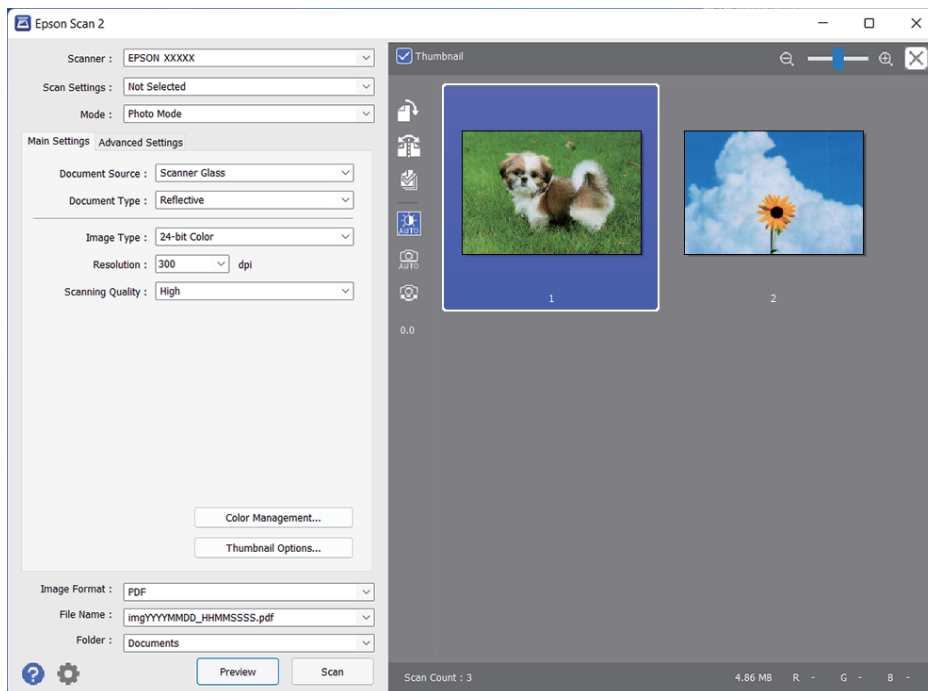 Epson Scan 2
Scanner : EPSON XXXXX
Scan Settings : Not Selected
Mode : Photo Mode
Main Settings Advanced Settings
Document Source : Scanner Glass
Document Type : Reflective
Image Type : 24-bit Color
Resolution : 300 dpi
Scanning Quality : High
Color Management...
Thumbnail Options...
Image Format : PDF
File Name : imgYYYYMMDD_HHMMSSSS.pdf
Folder : Documents
?
Preview Scan
Thumbnail
AUTO
AUTO
0.0
1 2
Scan Count : 3 4.86 MB R - G - B -